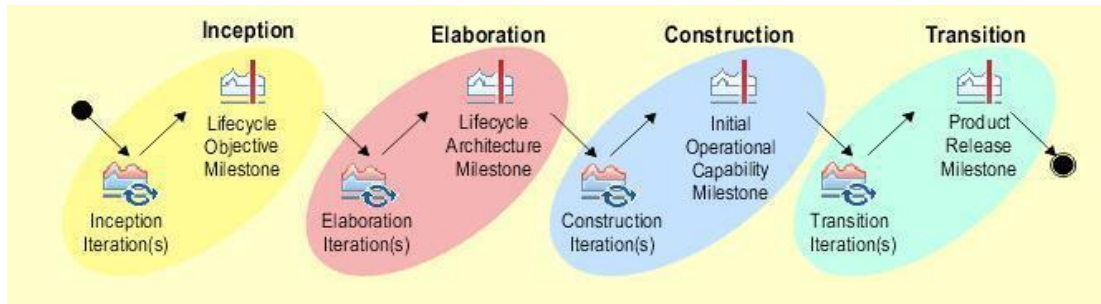 Inception
Elaboration
Construction
Transition
Lifecycle
Objective
Milestone
Inception
Iteration(s)
Lifecycle
Architecture
Milestone
Elaboration
Iteration(s)
Initial
Operational
Capability
Milestone
Construction
Iteration(s)
Product
Release
Milestone
Transition
Iteration(s)